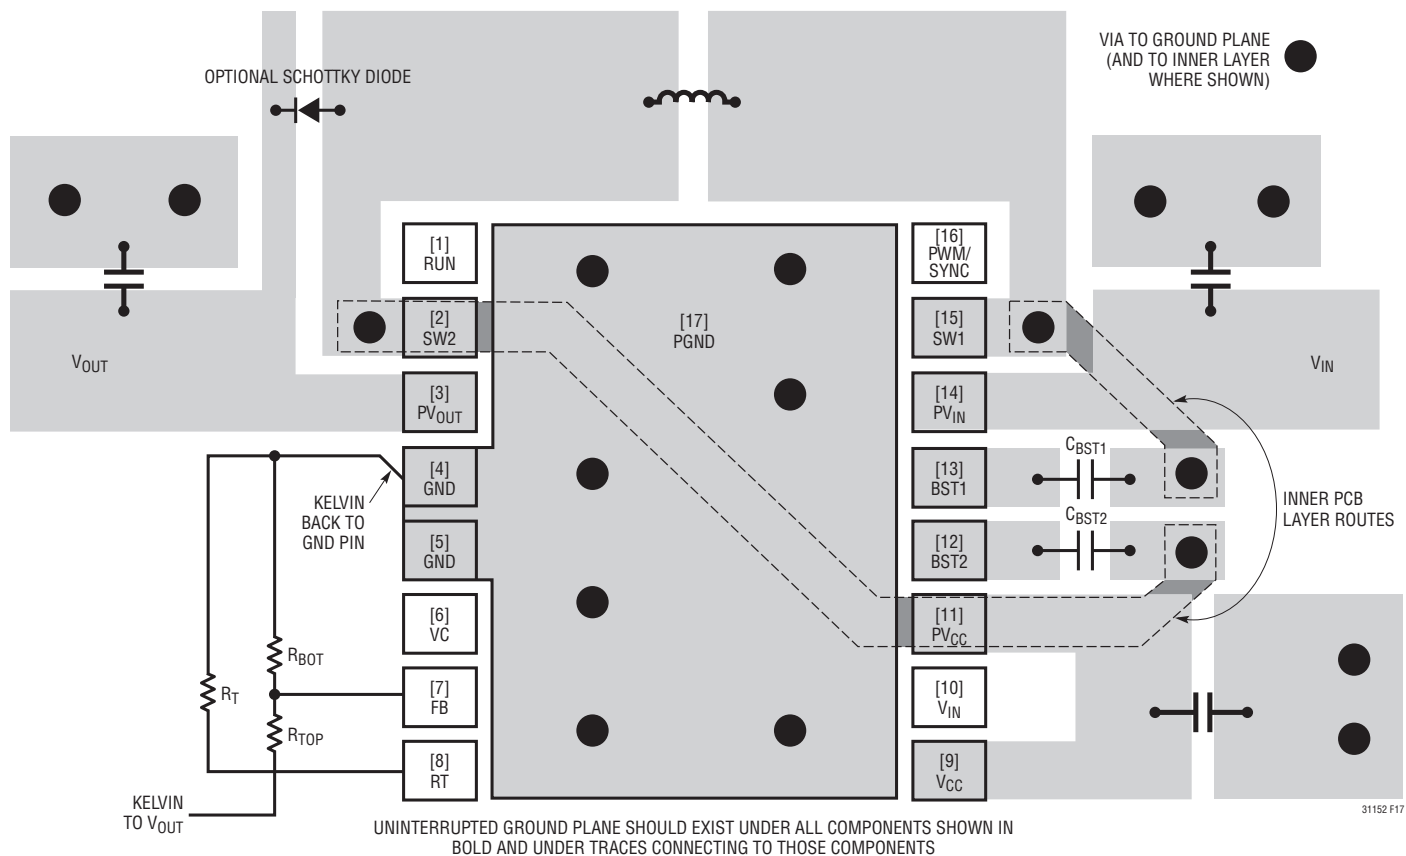 VIA TO GROUND PLANE
(AND TO INNER LAYER
WHERE SHOWN)
OPTIONAL SCHOTTKY DIODE
[1]
RUN
[16]
PWM/
SYNC
[2]
SW2
[17]
PGND
[15]
SW1
VOUT
VIN
[3]
PVOUT
[14]
PVIN
[4]
GND
[13]
BST1
CBST1
KELVIN
BACK TO
GND PIN
INNER PCB
LAYER ROUTES
[5]
GND
[12]
BST2
CBST2
[6]
VC
[11]
PVCC
RBOT
RT
[7]
FB
[10]
VIN
RTOP
[8]
RT
[9]
VCC
KELVIN
TO VOUT
31152 F17
UNINTERRUPTED GROUND PLANE SHOULD EXIST UNDER ALL COMPONENTS SHOWN IN
BOLD AND UNDER TRACES CONNECTING TO THOSE COMPONENTS